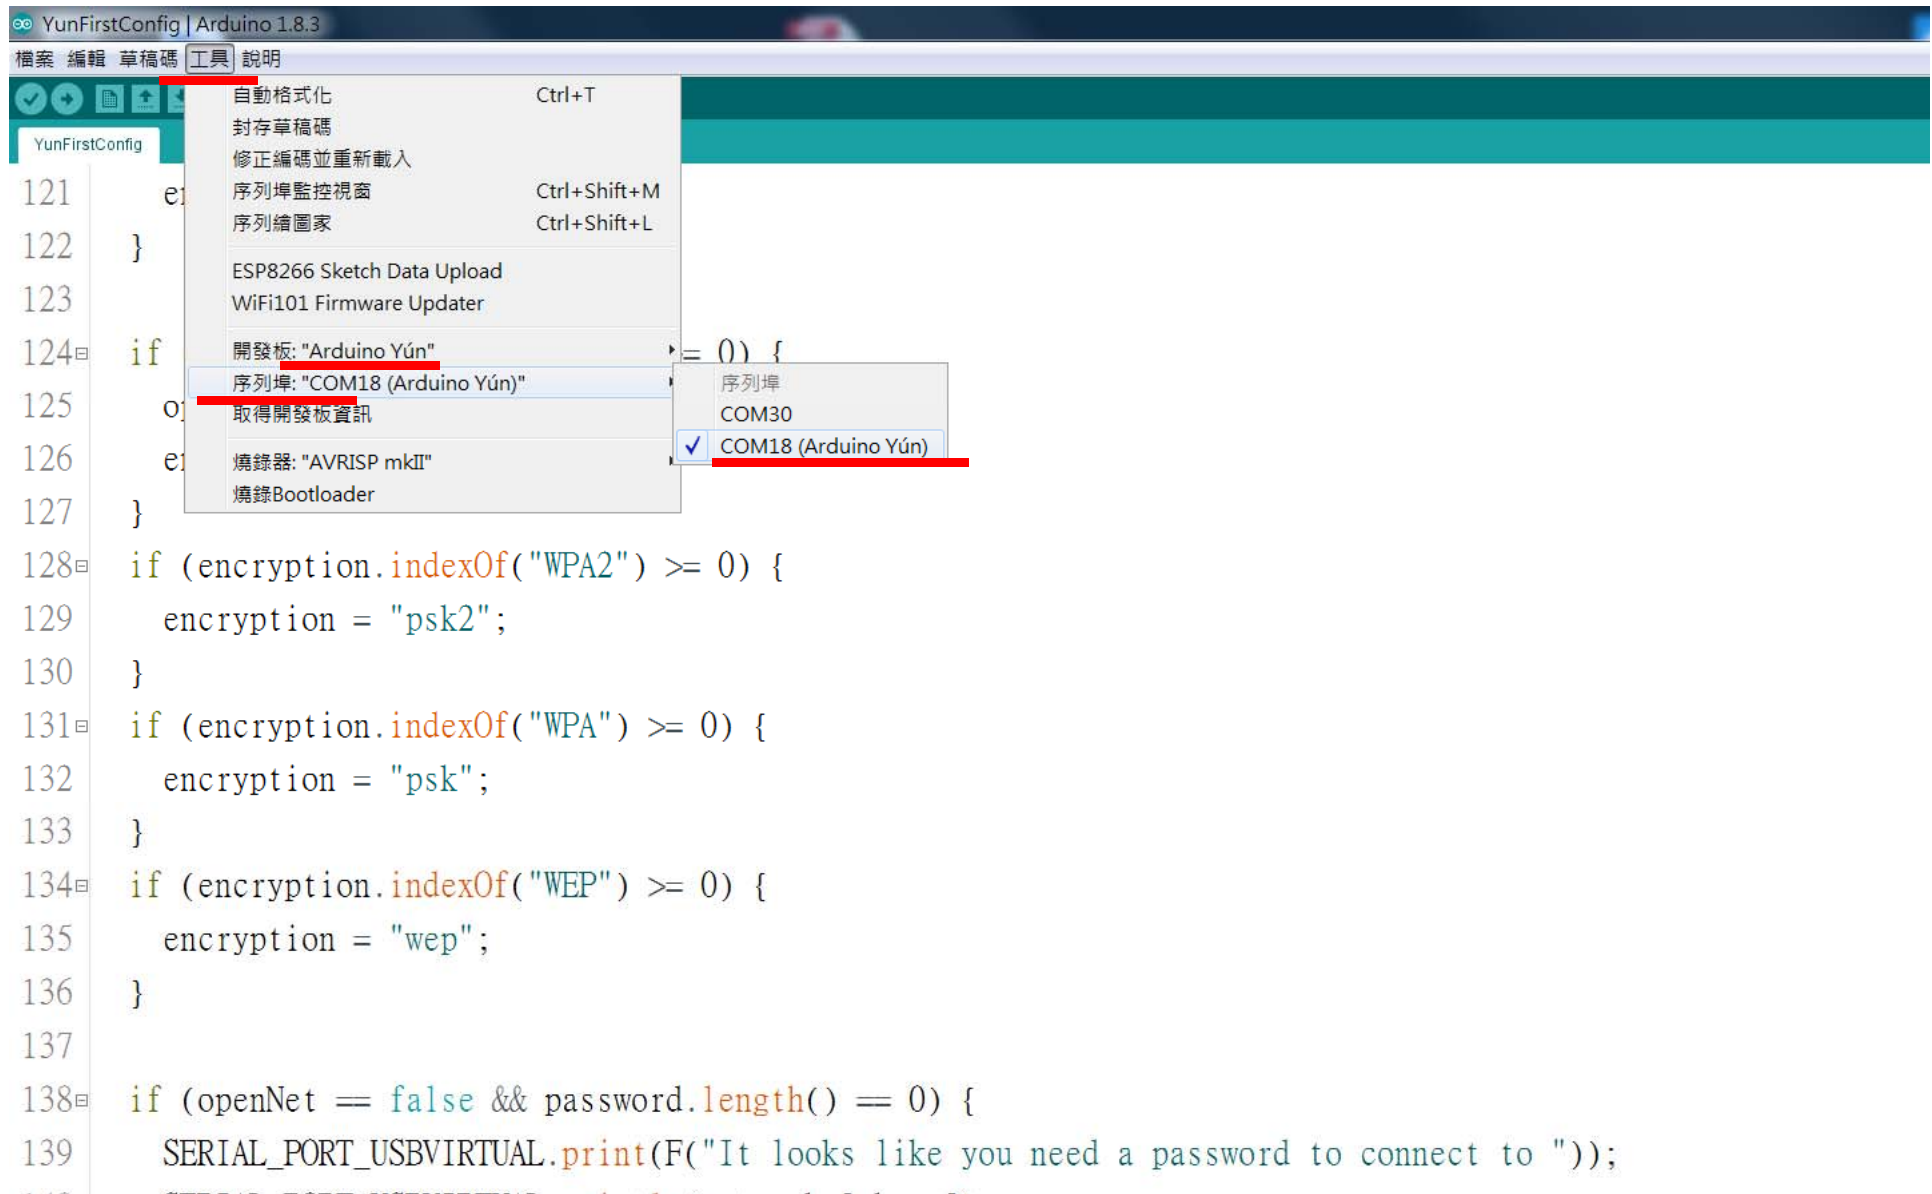 YunFirstConfig | Arduino 1.8.3
檔案 編輯 草稿碼 工具 說明
自動格式化 Ctrl+T
封存草稿碼
修正編碼並重新載入
序列埠監控視窗 Ctrl+Shift+M
序列繪圖家 Ctrl+Shift+L
ESP8266 Sketch Data Upload
WiFi101 Firmware Updater
開發板: "Arduino Yún"
序列埠: "COM18 (Arduino Yún)"
取得開發板資訊
燒錄器: "AVRISP mkII"
燒錄Bootloader
序列埠
COM30
COM18 (Arduino Yún)
YunFirstConfig
121
122 }
123
124 if = 0) {
125
126
127 }
128 if (encryption.indexOf("WPA2") >= 0) {
129 encryption = "psk2";
130 }
131 if (encryption.indexOf("WPA") >= 0) {
132 encryption = "psk";
133 }
134 if (encryption.indexOf("WEP") >= 0) {
135 encryption = "wep";
136 }
137
138 if (openNet == false && password.length() == 0) {
139 SERIAL_PORT_USBVIRTUAL.print(F("It looks like you need a password to connect to "));